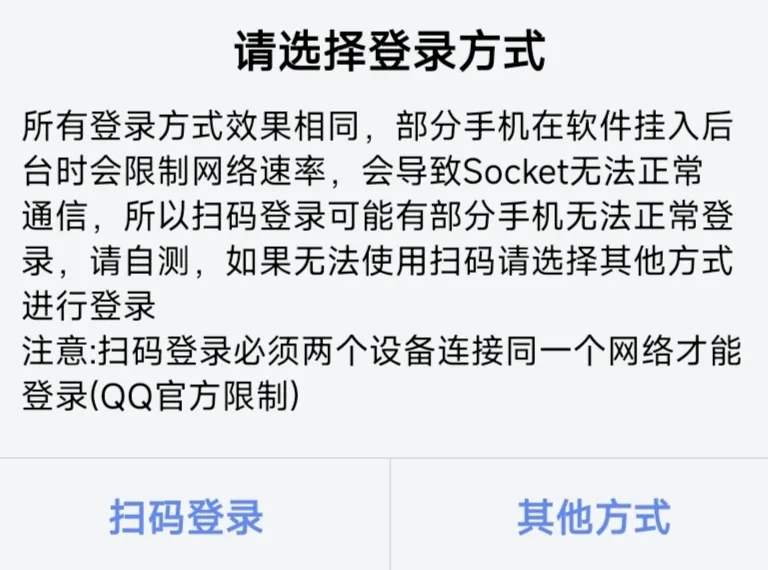 请选择登录方式
所有登录方式效果相同，部分手机在软件挂入后
台时会限制网络速率，会导致Socket无法正常
通信，所以扫码登录可能有部分手机无法正常登
录，请自测，如果无法使用扫码请选择其他方式
进行登录
注意:扫码登录必须两个设备连接同一个网络才能
登录(QQ官方限制)
扫码登录
其他方式